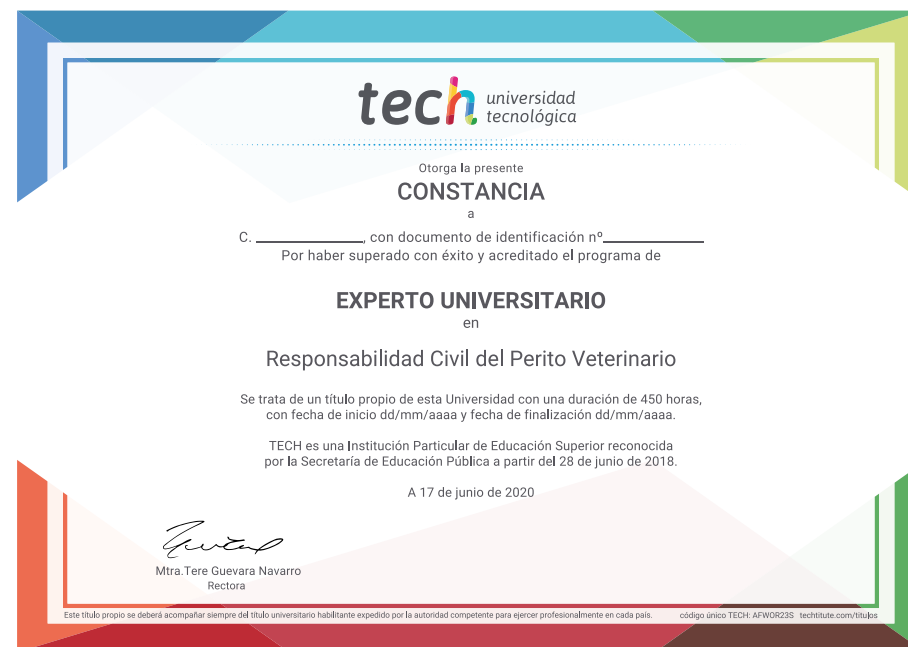 tech universidad
tecnológica
Otorga la presente
CONSTANCIA
a
C. ______________, con documento de identificación nº_____________
Por haber superado con éxito y acreditado el programa de
EXPERTO UNIVERSITARIO
en
Responsabilidad Civil del Perito Veterinario
Se trata de un título propio de esta Universidad con una duración de 450 horas,
con fecha de inicio dd/mm/aaaa y fecha de finalización dd/mm/aaaa.
TECH es una Institución Particular de Educación Superior reconocida
por la Secretaría de Educación Pública a partir del 28 de junio de 2018.
A 17 de junio de 2020
Mtra.Tere Guevara Navarro
Rectora
Este título propio se deberá acompañar siempre del título universitario habilitante expedido por la autoridad competente para ejercer profesionalmente en cada país. código único TECH: AFWOR23S techtitute.com/titulos